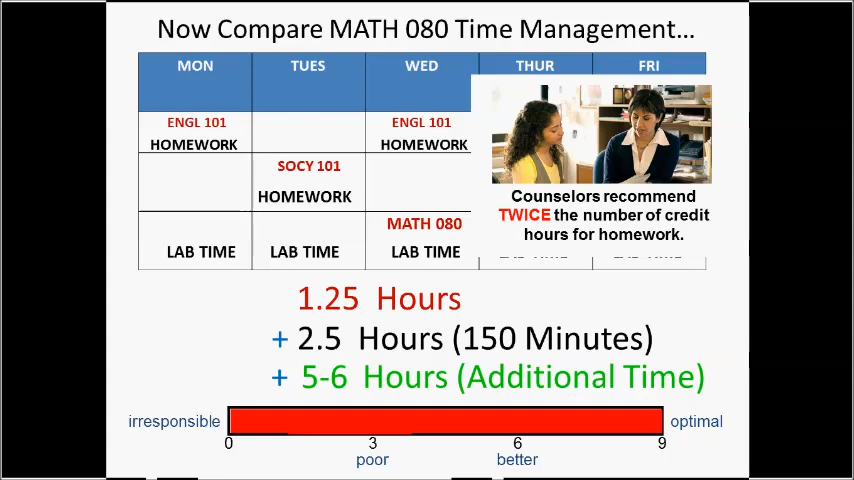 Now Compare MATH 080 Time Management...
MON TUES WED THUR FRI
ENGL 101 ENGL 101
HOMEWORK HOMEWORK
SOCY 101
HOMEWORK
MATH 080
LAB TIME LAB TIME LAB TIME
Counselors recommend
TWICE the number of credit
hours for homework.
1.25 Hours
+ 2.5 Hours (150 Minutes)
+ 5-6 Hours (Additional Time)
irresponsible optimal
0 3 6 9
poor better